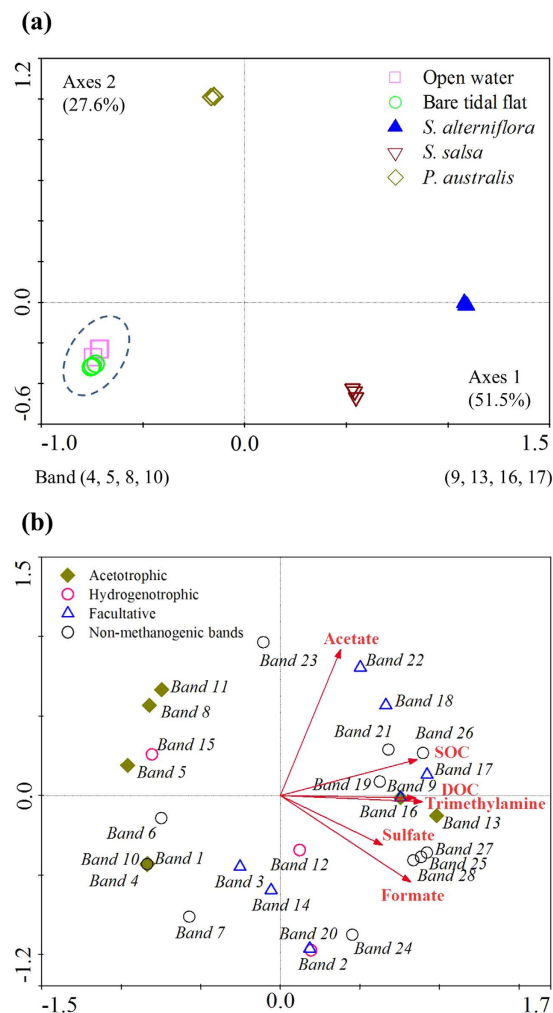 (a)
1.2
Axes 2
(27.6%)
Open water
Bare tidal flat
S. alterniflora
S. salsa
P. australis
0.0
Axes 1
(51.5%)
-0.6
-1.0 0.0 1.5
Band (4, 5, 8, 10) (9, 13, 16, 17)
(b)
1.5
Acetotrophic
Hydrogenotrophic
Facultative
Non-methanogenic bands
Acetate
Band 23
Band 22
Band 11
Band 8
Band 18
Band 15
Band 21
Band 26
SOC
Band 5
Band 19
Band 9
Band 17
DOC
0.0
Trimethylamine
Band 16
Band 13
Band 6
Sulfate
Band 27
Band 10
Band 1
Band 12
Band 25
Band 4
Band 3
Band 28
Formate
Band 14
Band 7
Band 20
Band 24
Band 2
-1.2
-1.5 0.0 1.7